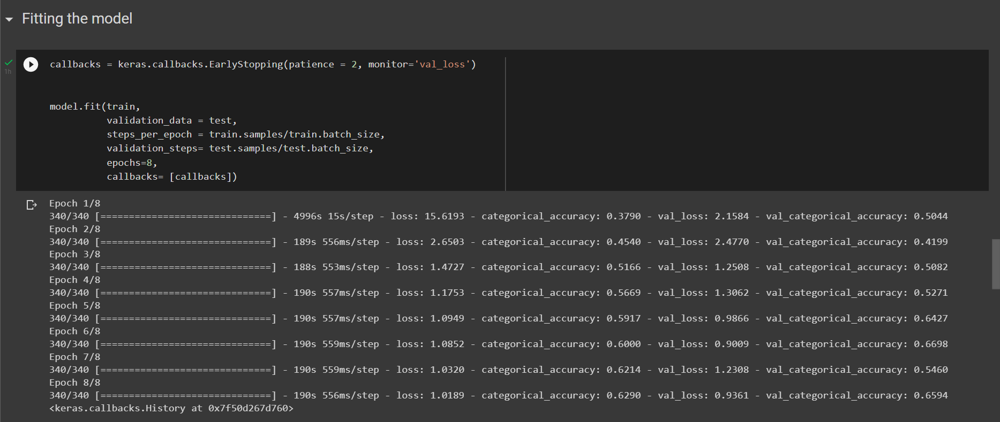 Fitting the model
1h
callbacks = keras.callbacks.EarlyStopping(patience = 2, monitor='val_loss')
model.fit(train,
validation_data = test,
steps_per_epoch = train.samples/train.batch_size,
validation_steps= test.samples/test.batch_size,
epochs=8,
callbacks= [callbacks])
Epoch 1/8
340/340 [==============================] - 4996s 15s/step - loss: 15.6193 - categorical_accuracy: 0.3790 - val_loss: 2.1584 - val_categorical_accuracy: 0.5044
Epoch 2/8
340/340 [==============================] - 189s 556ms/step - loss: 2.6503 - categorical_accuracy: 0.4540 - val_loss: 2.4770 - val_categorical_accuracy: 0.4199
Epoch 3/8
340/340 [==============================] - 188s 553ms/step - loss: 1.4727 - categorical_accuracy: 0.5166 - val_loss: 1.2508 - val_categorical_accuracy: 0.5082
Epoch 4/8
340/340 [==============================] - 190s 557ms/step - loss: 1.1753 - categorical_accuracy: 0.5669 - val_loss: 1.3062 - val_categorical_accuracy: 0.5271
Epoch 5/8
340/340 [==============================] - 190s 557ms/step - loss: 1.0949 - categorical_accuracy: 0.5917 - val_loss: 0.9866 - val_categorical_accuracy: 0.6427
Epoch 6/8
340/340 [==============================] - 190s 559ms/step - loss: 1.0852 - categorical_accuracy: 0.6000 - val_loss: 0.9009 - val_categorical_accuracy: 0.6698
Epoch 7/8
340/340 [==============================] - 190s 559ms/step - loss: 1.0320 - categorical_accuracy: 0.6214 - val_loss: 1.2308 - val_categorical_accuracy: 0.5460
Epoch 8/8
340/340 [==============================] - 190s 556ms/step - loss: 1.0189 - categorical_accuracy: 0.6290 - val_loss: 0.9361 - val_categorical_accuracy: 0.6594
<keras.callbacks.History at 0x7f50d267d760>